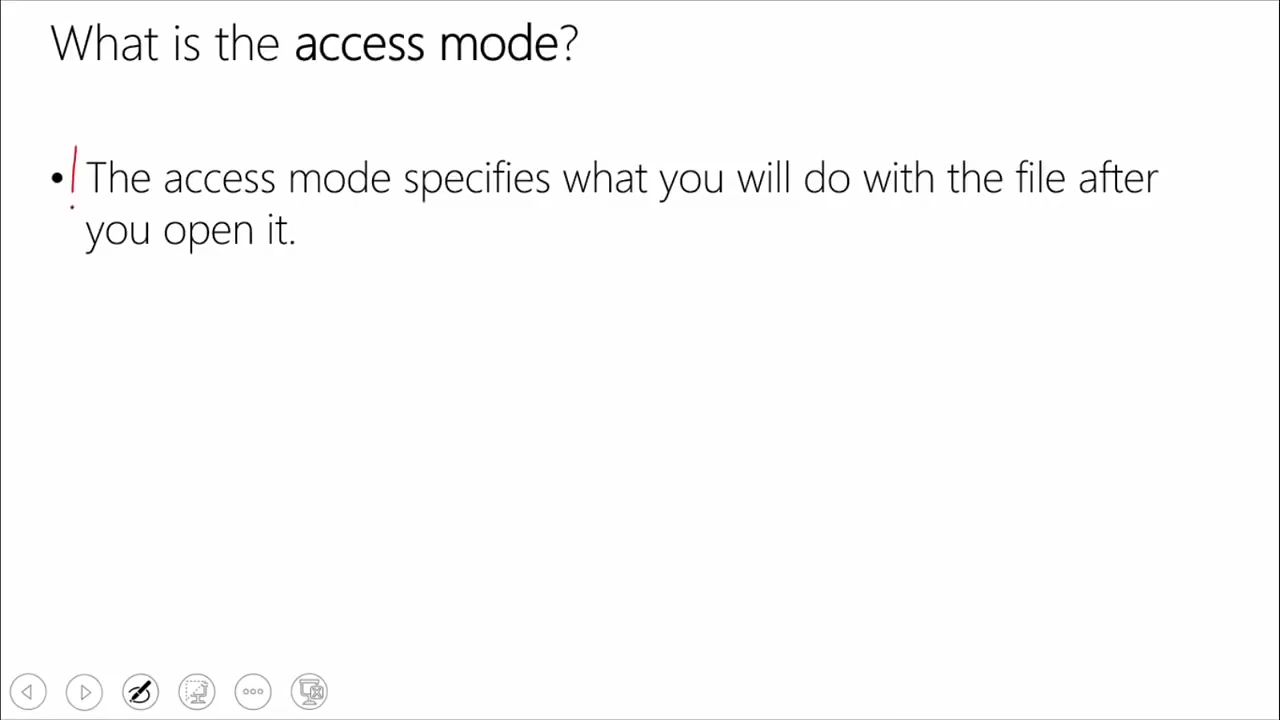 What is the access mode?
• The access mode specifies what you will do with the file after
you open it.